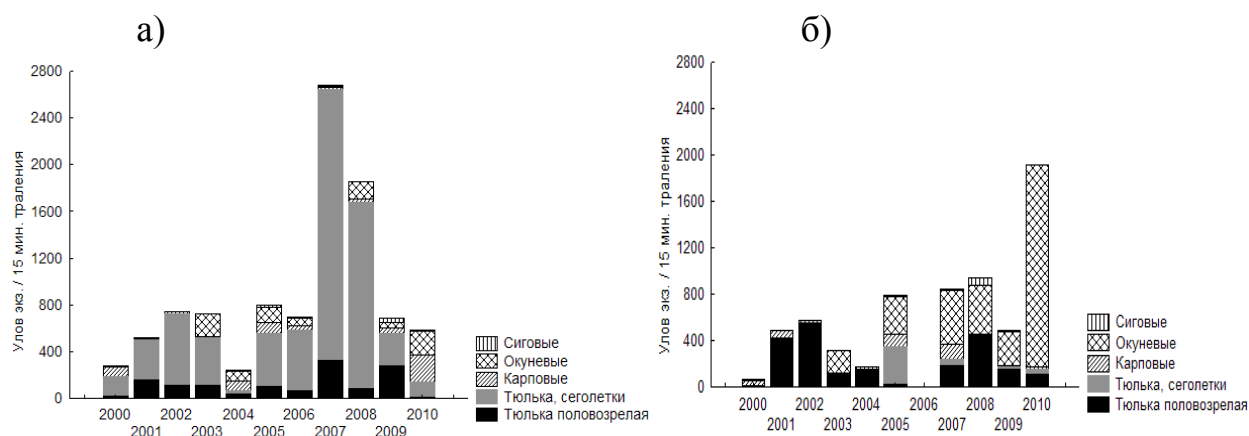 а)
Улов экз. / 15 мин. траления
2800
2400
2000
1600
1200
800
400
0
2000 2002 2004 2006 2008 2010
2001 2003 2005 2007 2009
Сиговые
Окуневые
Карповые
Тюлька, сеголетки
Тюлька половозрелая
б)
Улов экз. / 15 мин. траления
2800
2400
2000
1600
1200
800
400
0
2000 2002 2004 2006 2008 2010
2001 2003 2005 2007 2009
Сиговые
Окуневые
Карповые
Тюлька, сеголетки
Тюлька половозрелая